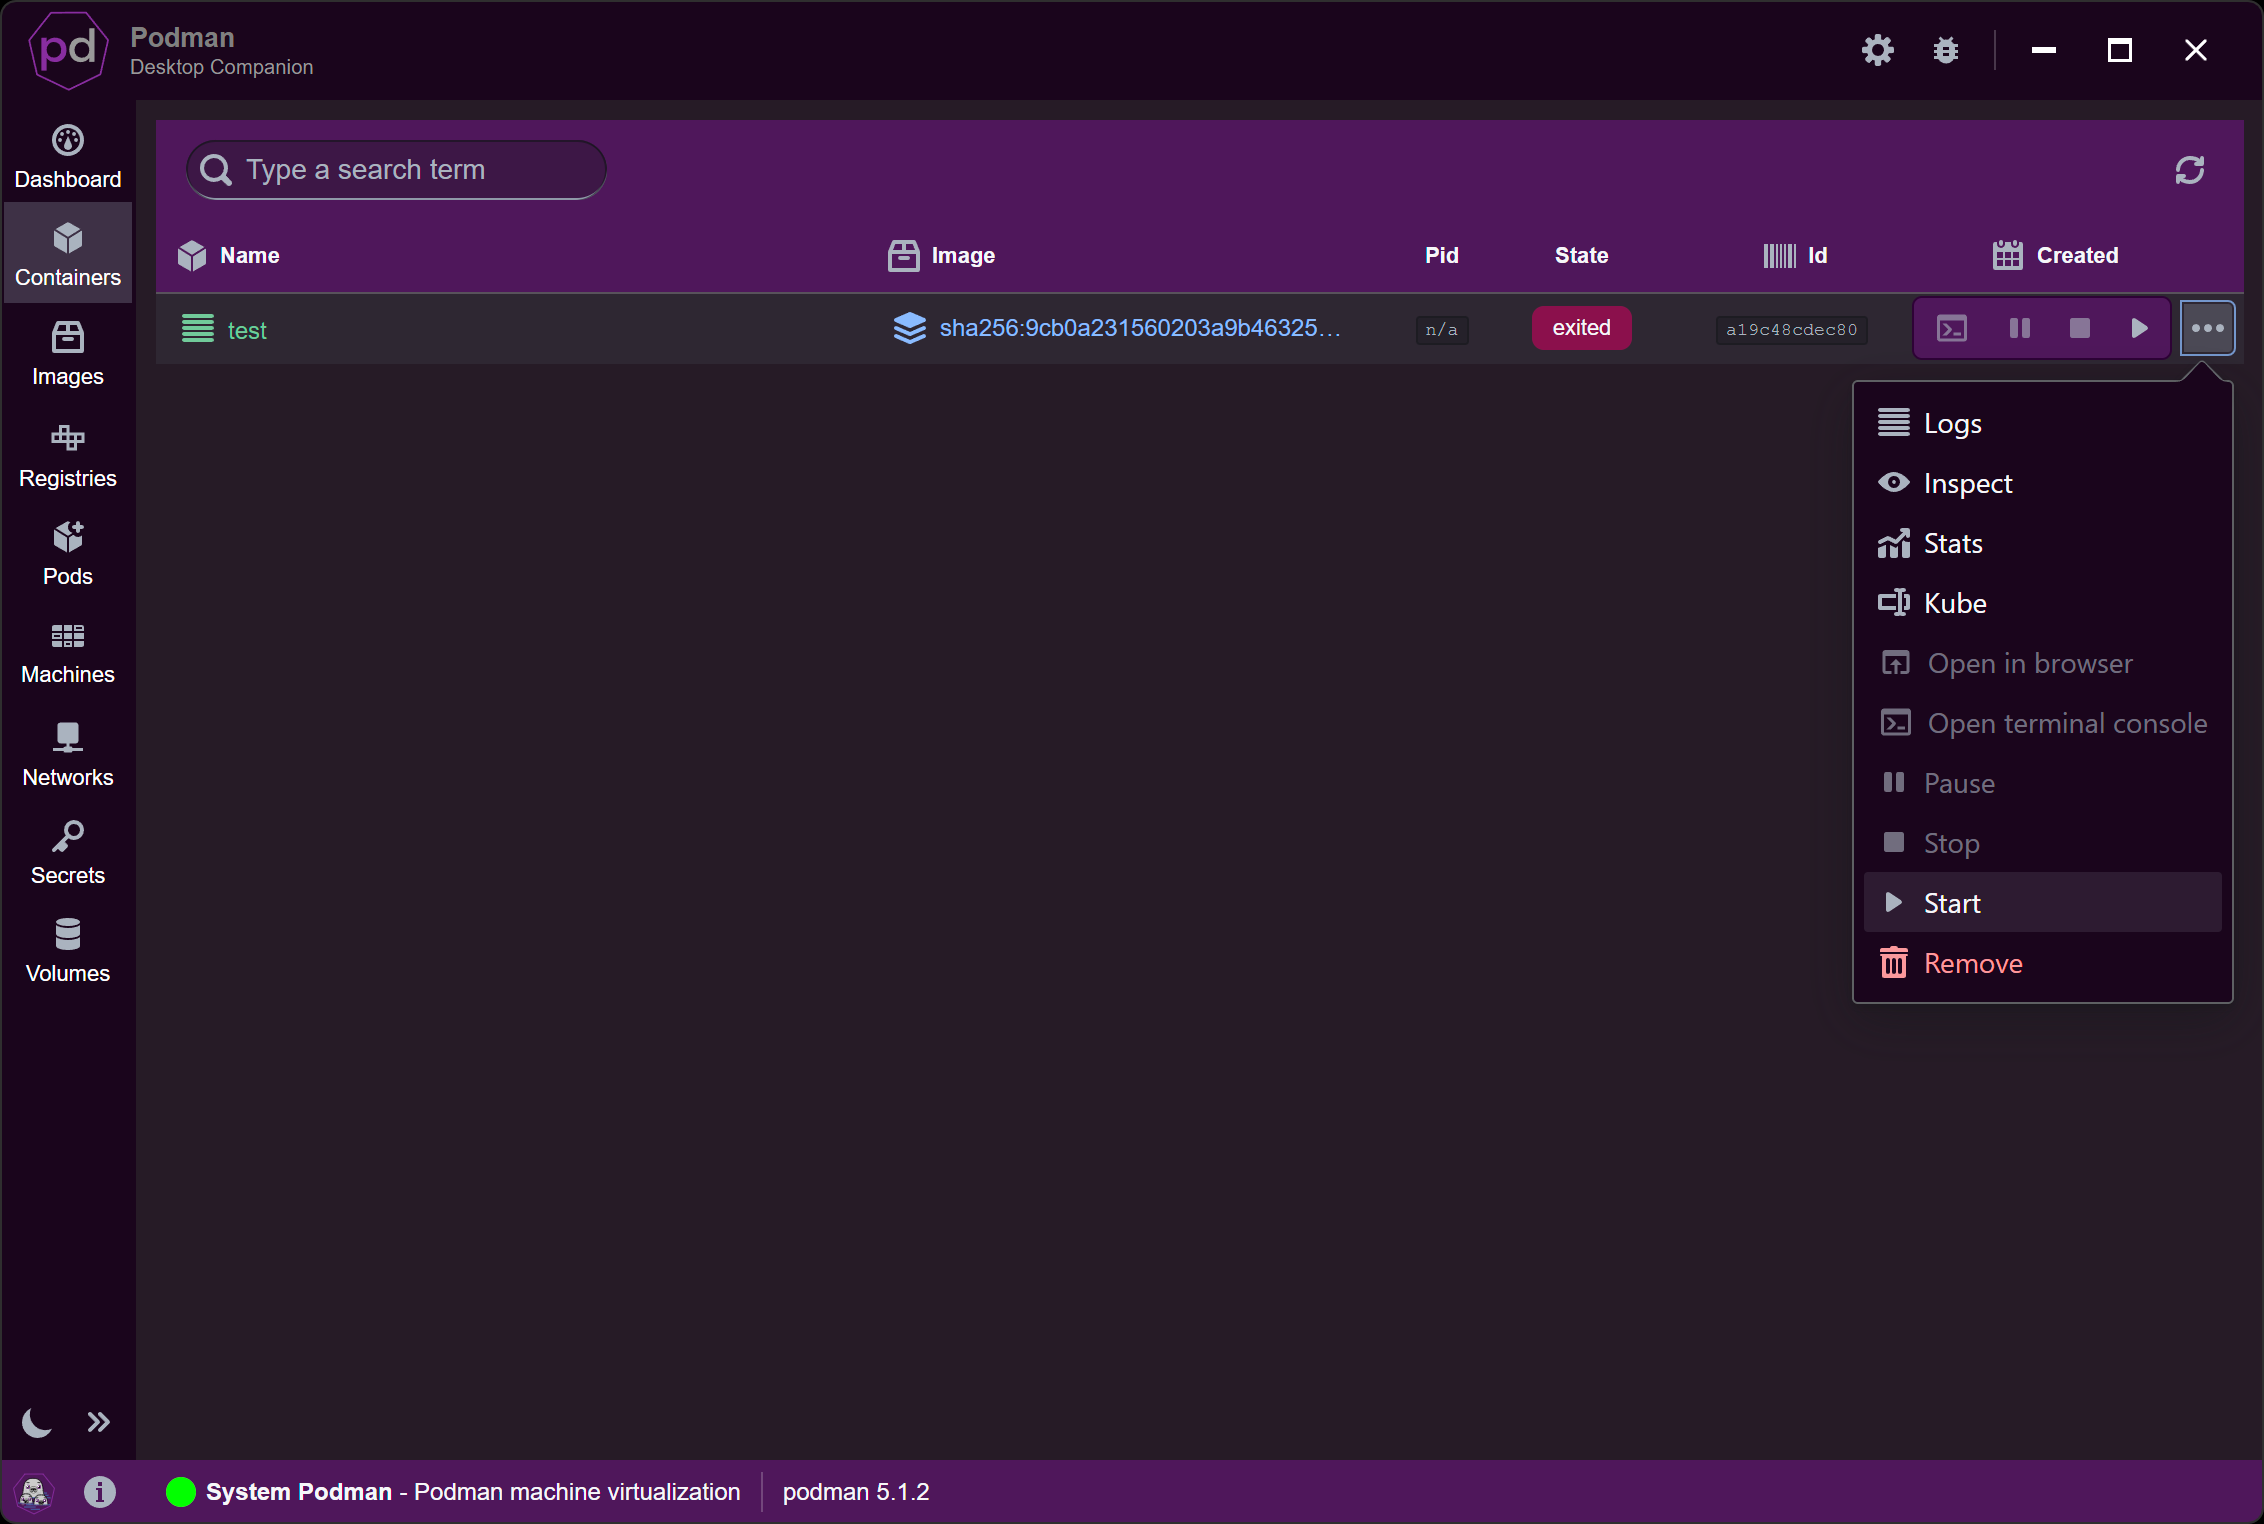 pd
Podman
Desktop Companion
Dashboard
Containers
Images
Registries
Pods
Machines
Networks
Secrets
Volumes
Type a search term
Name
Image
Pid
State
Id
Created
test
sha256:9cb0a231560203a9b46325…
n/a
exited
a19c48cdec80
Logs
Inspect
Stats
Kube
Open in browser
Open terminal console
Pause
Stop
Start
Remove
System Podman - Podman machine virtualization
podman 5.1.2